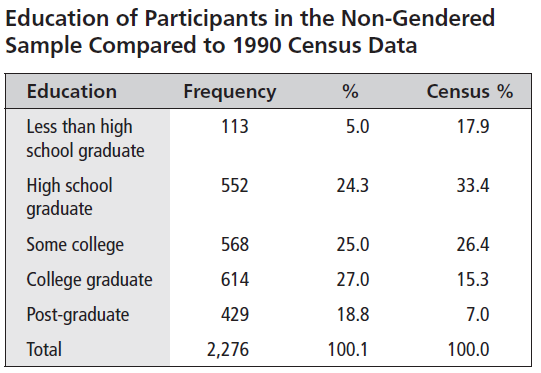 Education of Participants in the Non-Gendered
Sample Compared to 1990 Census Data
Education Frequency % Census %
Less than high 113 5.0 17.9
school graduate
High school 552 24.3 33.4
graduate
Some college 568 25.0 26.4
College graduate 614 27.0 15.3
Post-graduate 429 18.8 7.0
Total 2,276 100.1 100.0